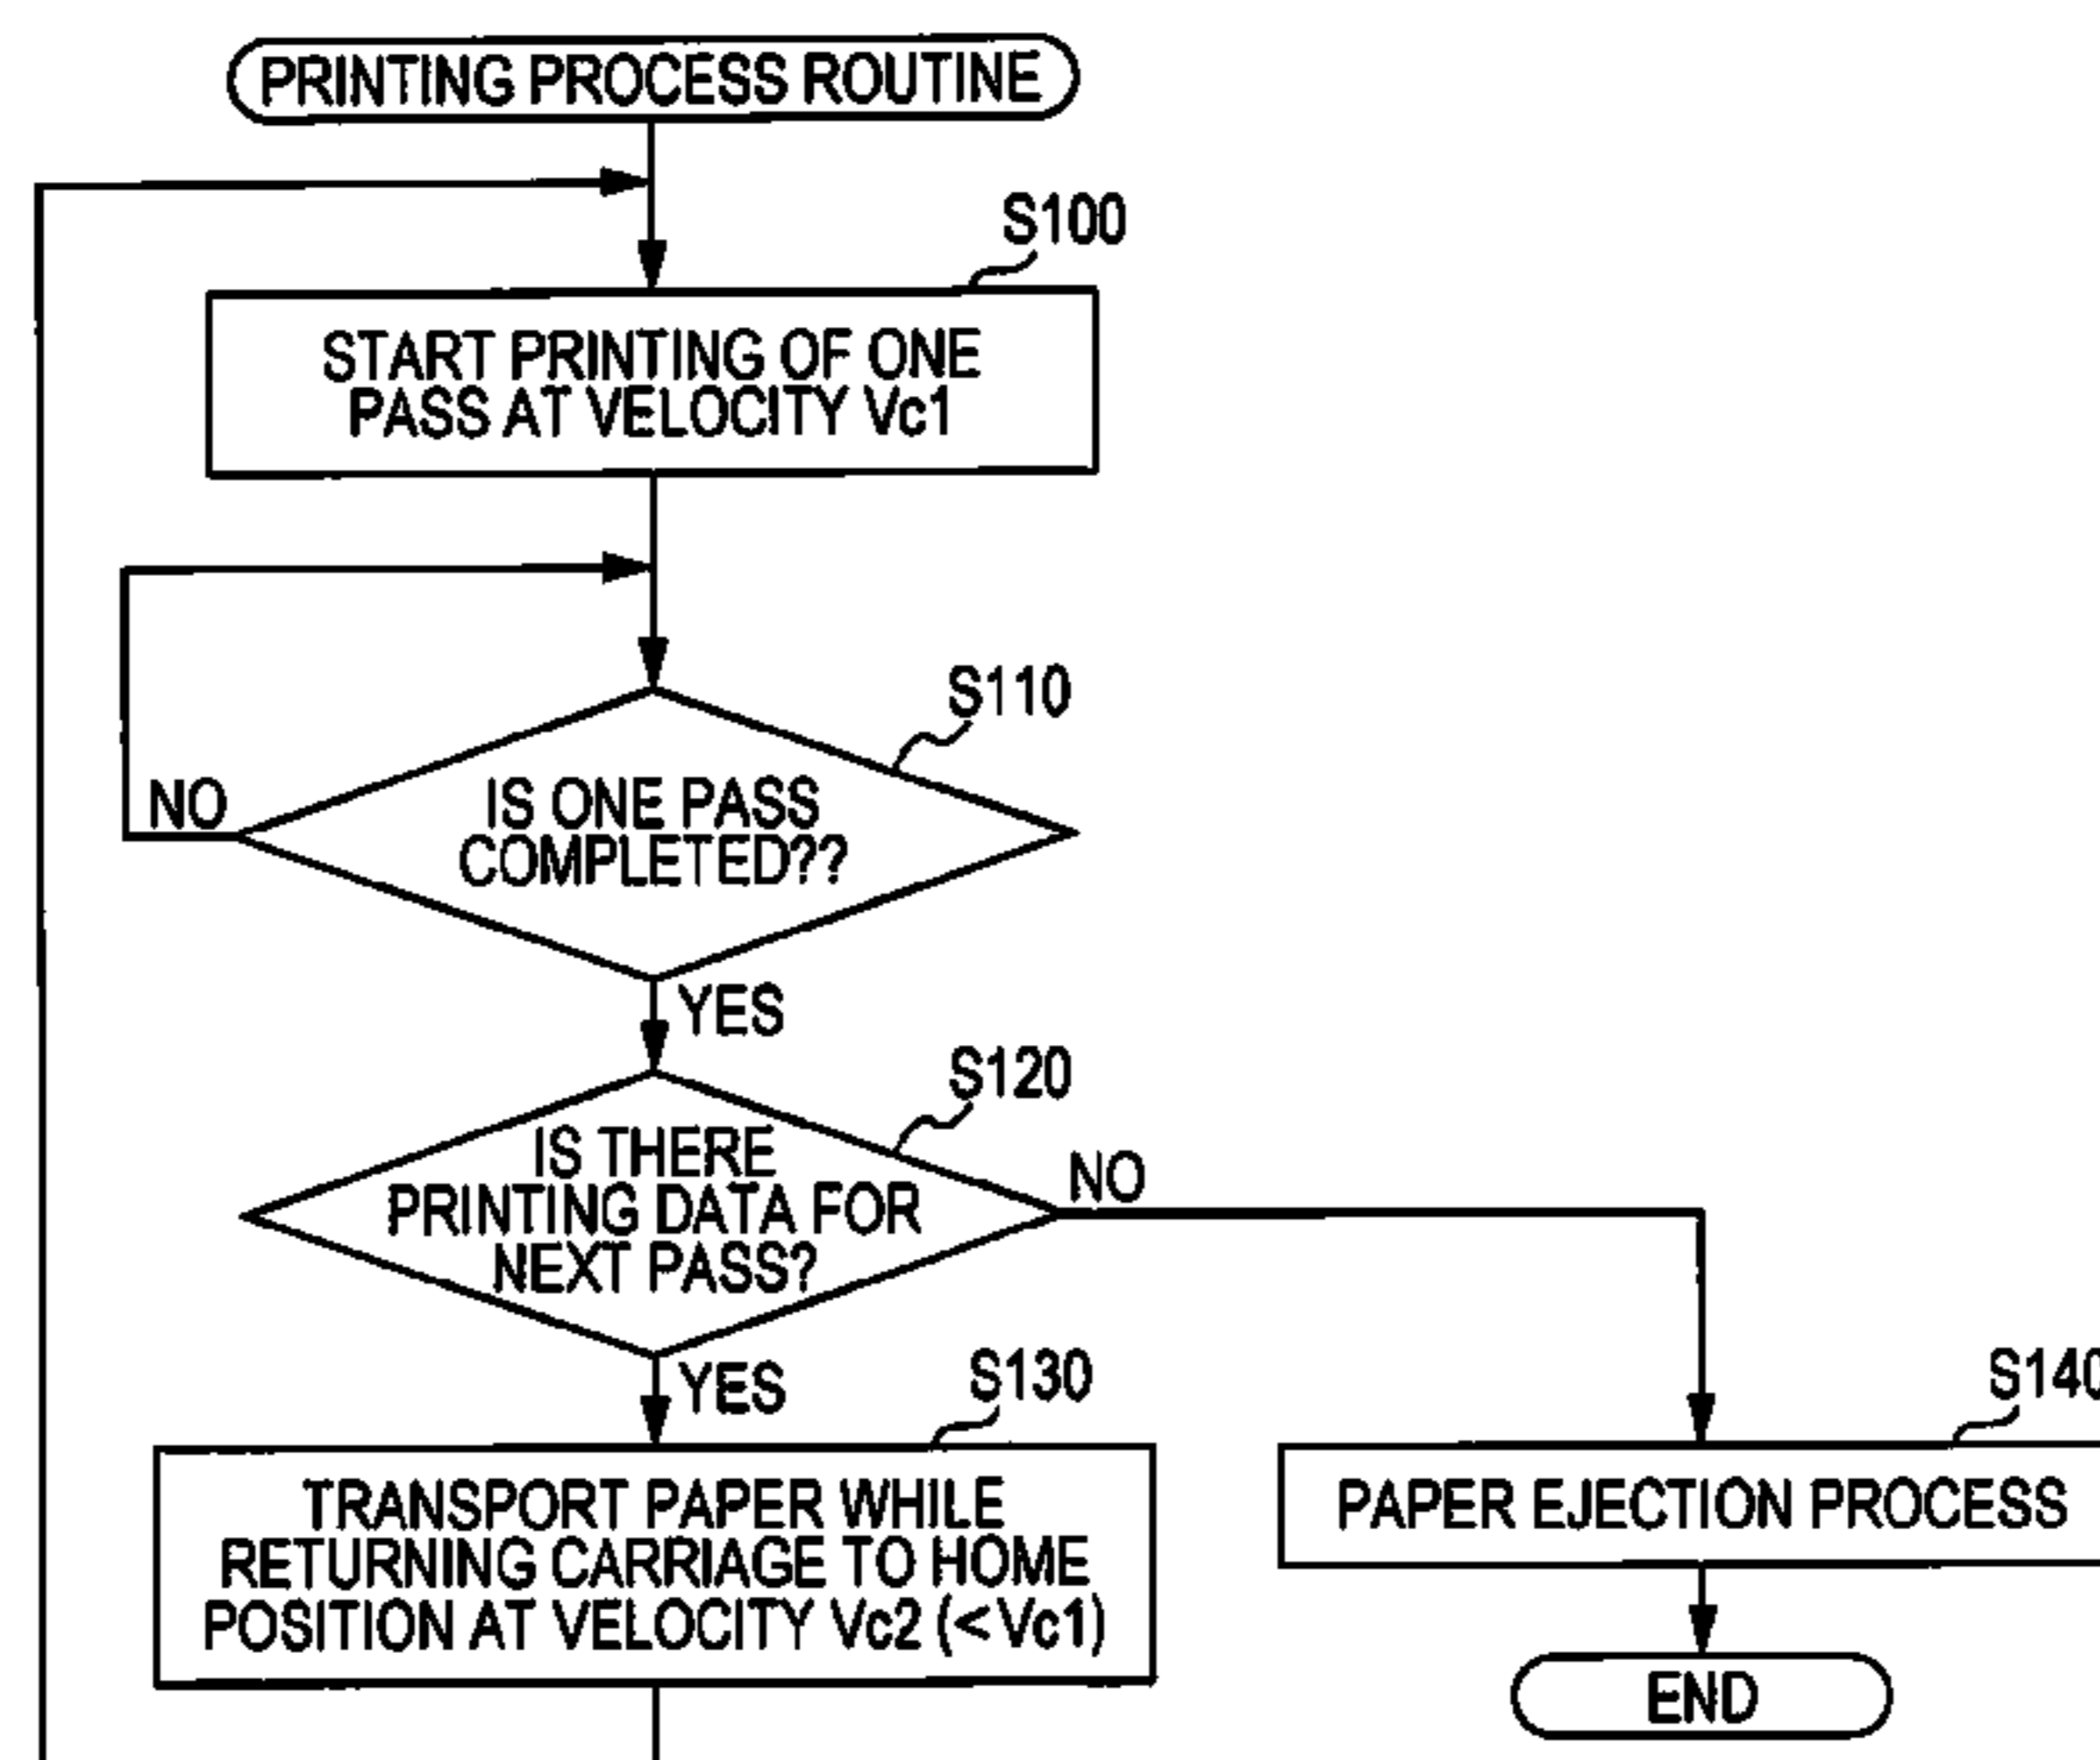 PRINTING PROCESS ROUTINE
S100
START PRINTING OF ONE
PASS AT VELOCITY Vc1
S110
NO
IS ONE PASS
COMPLETED??
YES
S120
IS THERE
PRINTING DATA FOR
NEXT PASS?
NO
YES
S130
TRANSPORT PAPER WHILE
RETURNING CARRIAGE TO HOME
POSITION AT VELOCITY Vc2 (<Vc1)
S140
PAPER EJECTION PROCESS
END